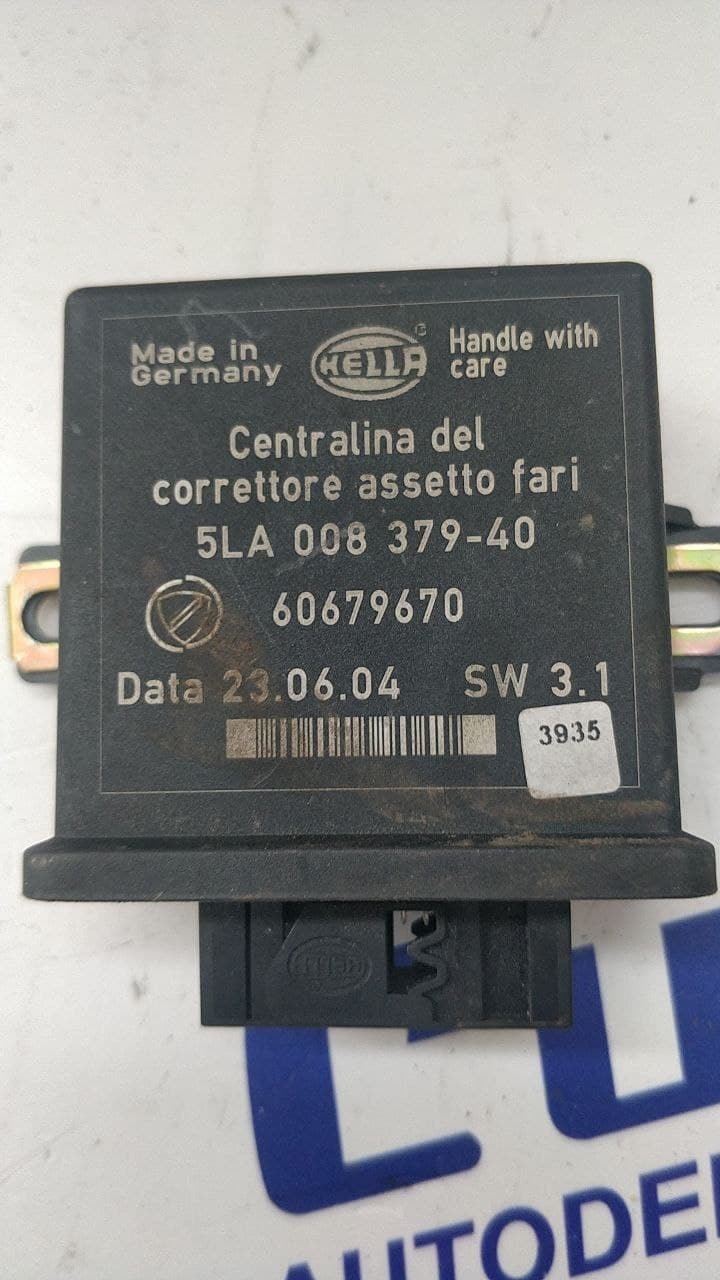 Made in
Germany
HELLA
Handle with
care
Centralina del
correttore assetto fari
5LA 008 379-40
60679670
Data 23.06.04 SW 3.1
3935
HELLA
AUTODE